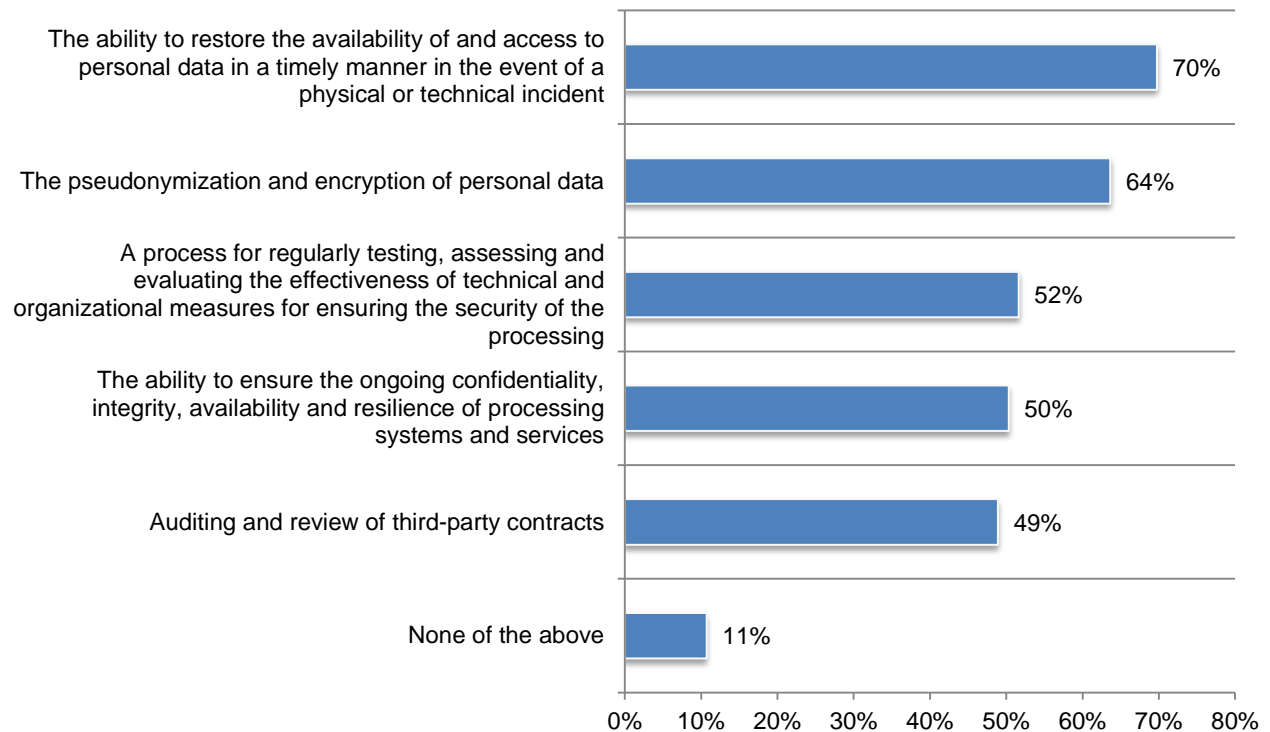 The ability to restore the availability of and access to
personal data in a timely manner in the event of a
physical or technical incident
70%
The pseudonymization and encryption of personal data
64%
A process for regularly testing, assessing and
evaluating the effectiveness of technical and
organizational measures for ensuring the security of the
processing
52%
The ability to ensure the ongoing confidentiality,
integrity, availability and resilience of processing
systems and services
50%
Auditing and review of third-party contracts
49%
None of the above
11%
0% 10% 20% 30% 40% 50% 60% 70% 80%